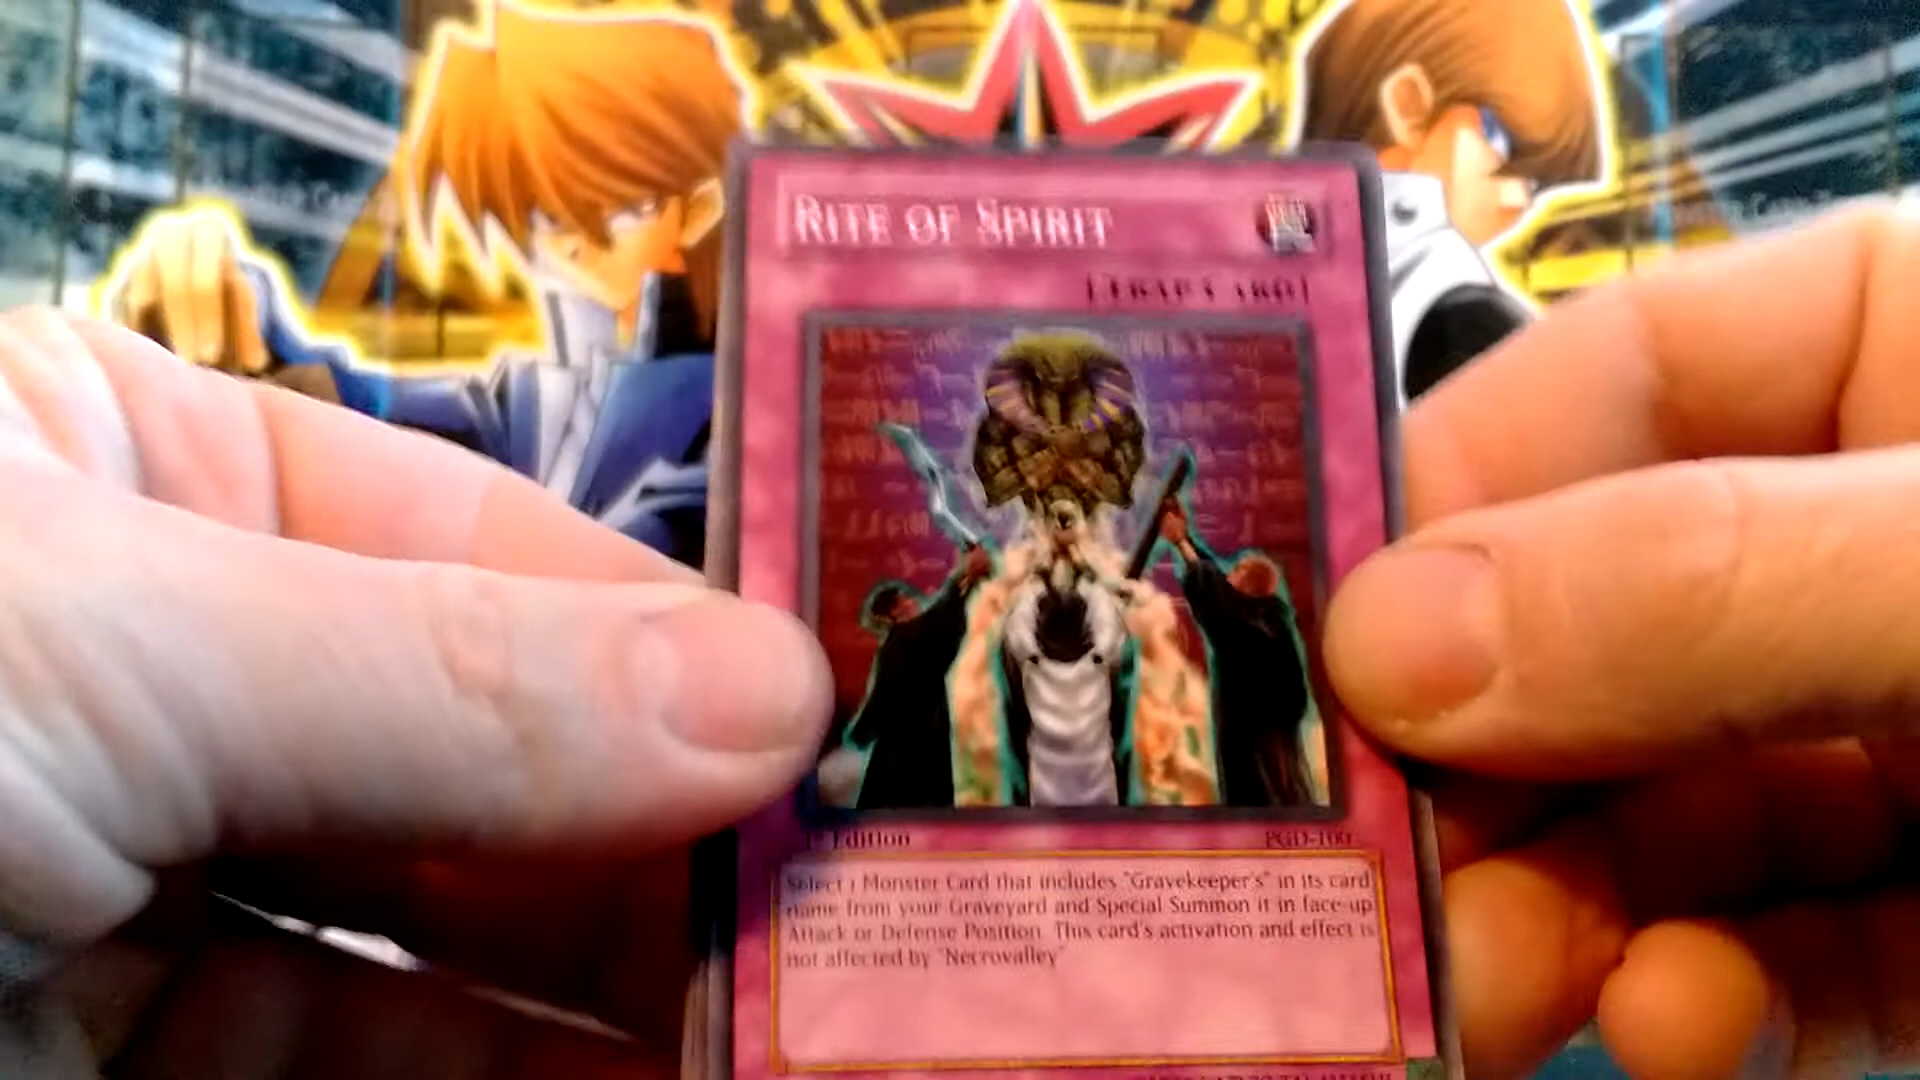 RITE OF SPIRIT
[TRAP CARD]
1st Edition
PGD-100
Select 1 Monster Card that includes "Gravekeeper's" in its card
name from your Graveyard and Special Summon it in face-up
Attack or Defense Position. This card's activation and effect is
not affected by "Necrovalley"